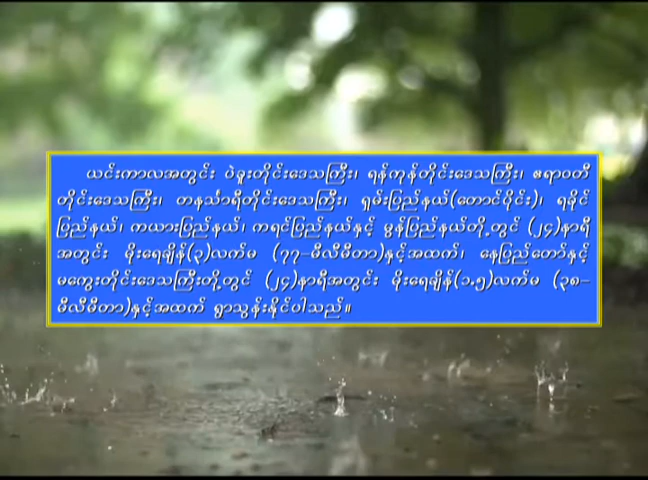 ယင်းကာလအတွင်း ပဲခူးတိုင်းဒေသကြီး၊ ရန်ကုန်တိုင်းဒေသကြီး၊ ဧရာဝတီ
တိုင်းဒေသကြီး၊ တနင်္သာရီတိုင်းဒေသကြီး၊ ရှမ်းပြည်နယ်(တောင်ပိုင်း)၊ ရခိုင်
ပြည်နယ်၊ ကယားပြည်နယ်၊ ကရင်ပြည်နယ်နှင့် မွန်ပြည်နယ်တို့တွင် (၂၄)နာရီ
အတွင်း မိုးရေချိန်(၃)လက်မ (၇၇–မီလီမီတာ)နှင့်အထက်၊ နေပြည်တော်နှင့်
မကွေးတိုင်းဒေသကြီးတို့တွင် (၂၄)နာရီအတွင်း မိုးရေချိန်(၁.၅)လက်မ (၃၈–
မီလီမီတာ)နှင့်အထက် ရွာသွန်းနိုင်ပါသည်။